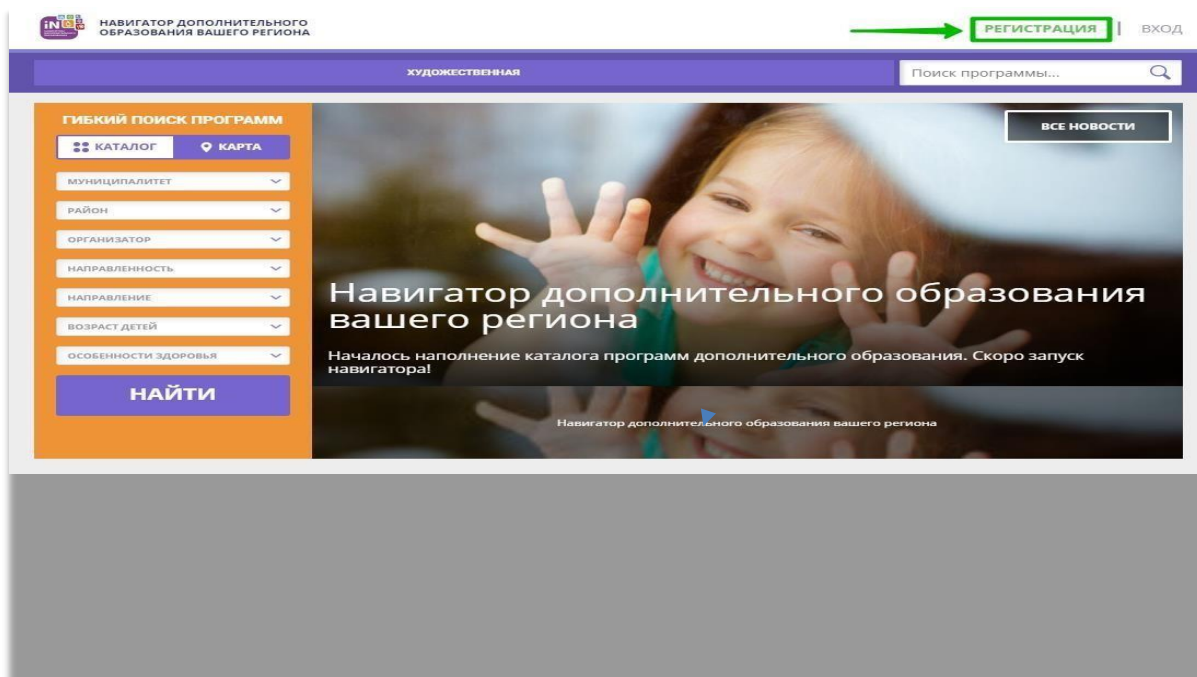 НАВИГАТОР ДОПОЛНИТЕЛЬНОГО
ОБРАЗОВАНИЯ ВАШЕГО РЕГИОНА
РЕГИСТРАЦИЯ | ВХОД
ХУДОЖЕСТВЕННАЯ
Поиск программы...
ГИБКИЙ ПОИСК ПРОГРАММ
КАТАЛОГ
КАРТА
МУНИЦИПАЛИТЕТ
РАЙОН
ОРГАНИЗАТОР
НАПРАВЛЕННОСТЬ
НАПРАВЛЕНИЕ
ВОЗРАСТ ДЕТЕЙ
ОСОБЕННОСТИ ЗДОРОВЬЯ
НАЙТИ
ВСЕ НОВОСТИ
Навигатор дополнительного образования
вашего региона
Началось наполнение каталога программ дополнительного образования. Скоро запуск
навигатора!
Навигатор дополнительного образования вашего региона